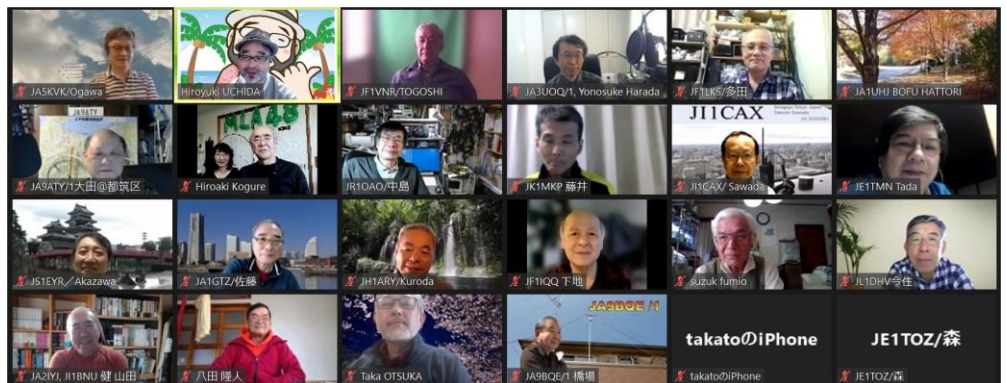 JA5KVK/Ogawa
Hiroyuki UCHIDA
JF1VNR/TOGOSHI
JA3UOQ/1, Yonosuke Harada
JF1LKS/多田
JA1UHJ BOFU HATTORI
JA9ATY
JA9ATY/1大田@都筑区
MLA48
Hiroaki Kogure
JR1OAO/中島
JK1MKP 藤井
JI1CAX
JI1CAX/ Sawada
JE1TMN Tada
JS1EYR／Akazawa
JA1GTZ/佐藤
JH1ARY/Kuroda
JF1IQQ 下地
suzuk fumio
JL1DHV今住
JA2IYJ, JI1BNU 健 山田
八田 隆人
Taka OTSUKA
JA9BQE /1
JA9BQE/1 橋場
takatoのiPhone
takatoのiPhone
JE1TOZ/森
JE1TOZ/森